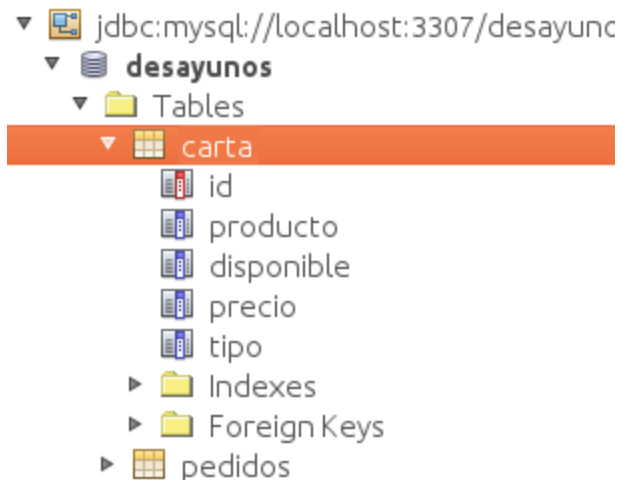 jdbc:mysql://localhost:3307/desayuno
desayunos
Tables
carta
id
producto
disponible
precio
tipo
Indexes
Foreign Keys
pedidos